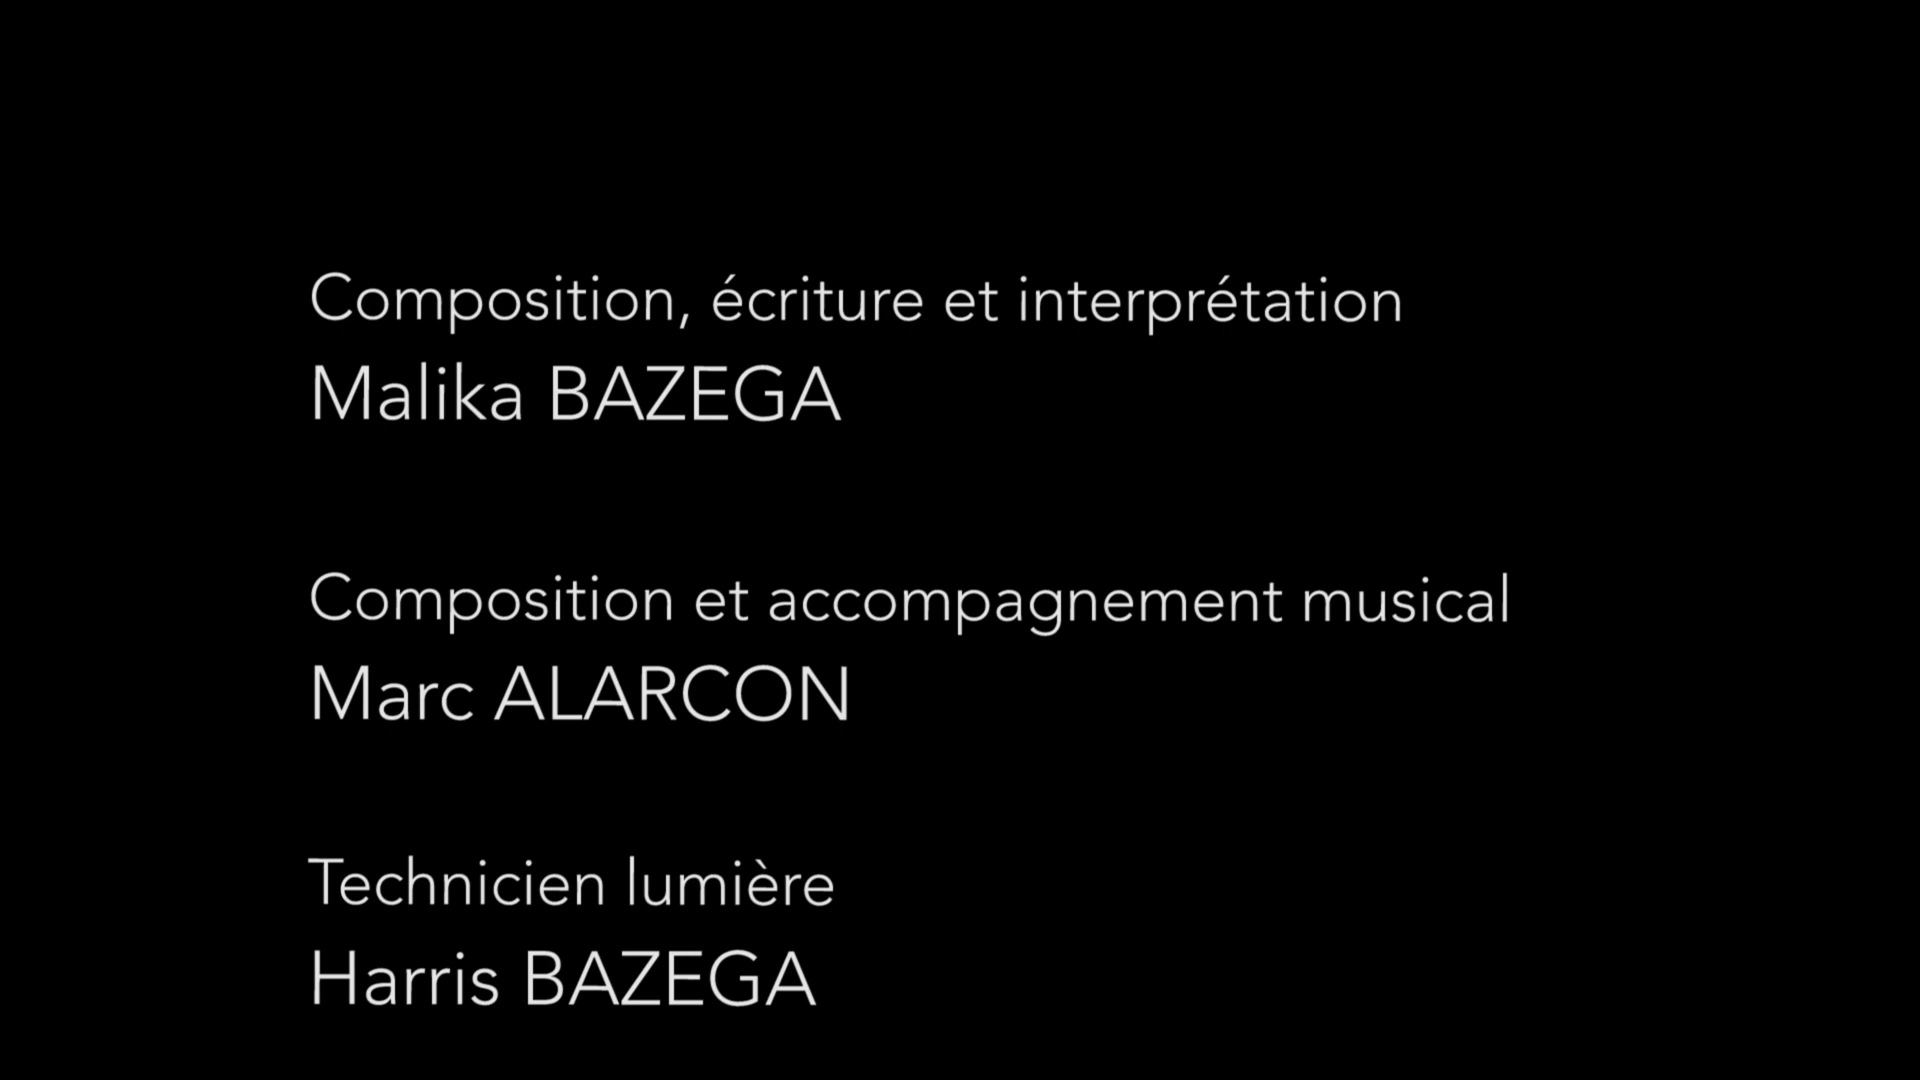 Composition, écriture et interprétation
Malika BAZEGA
Composition et accompagnement musical
Marc ALARCON
Technicien lumière
Harris BAZEGA